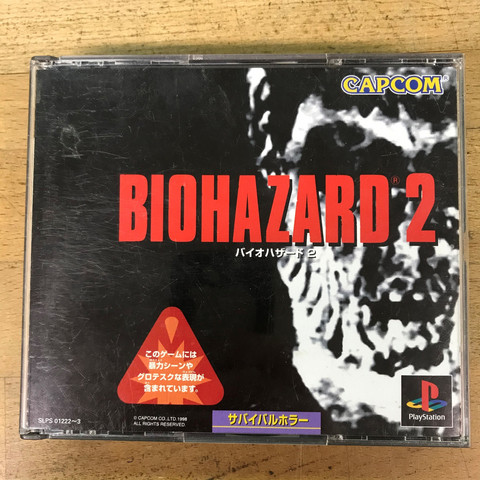 CAPCOM
BIOHAZARD® 2
バイオハザード 2
このゲームには
暴力シーンや
グロテスクな表現が
含まれています。
SLPS 01222~3
© CAPCOM CO., LTD. 1998
ALL RIGHTS RESERVED.
サバイバルホラー
PlayStation